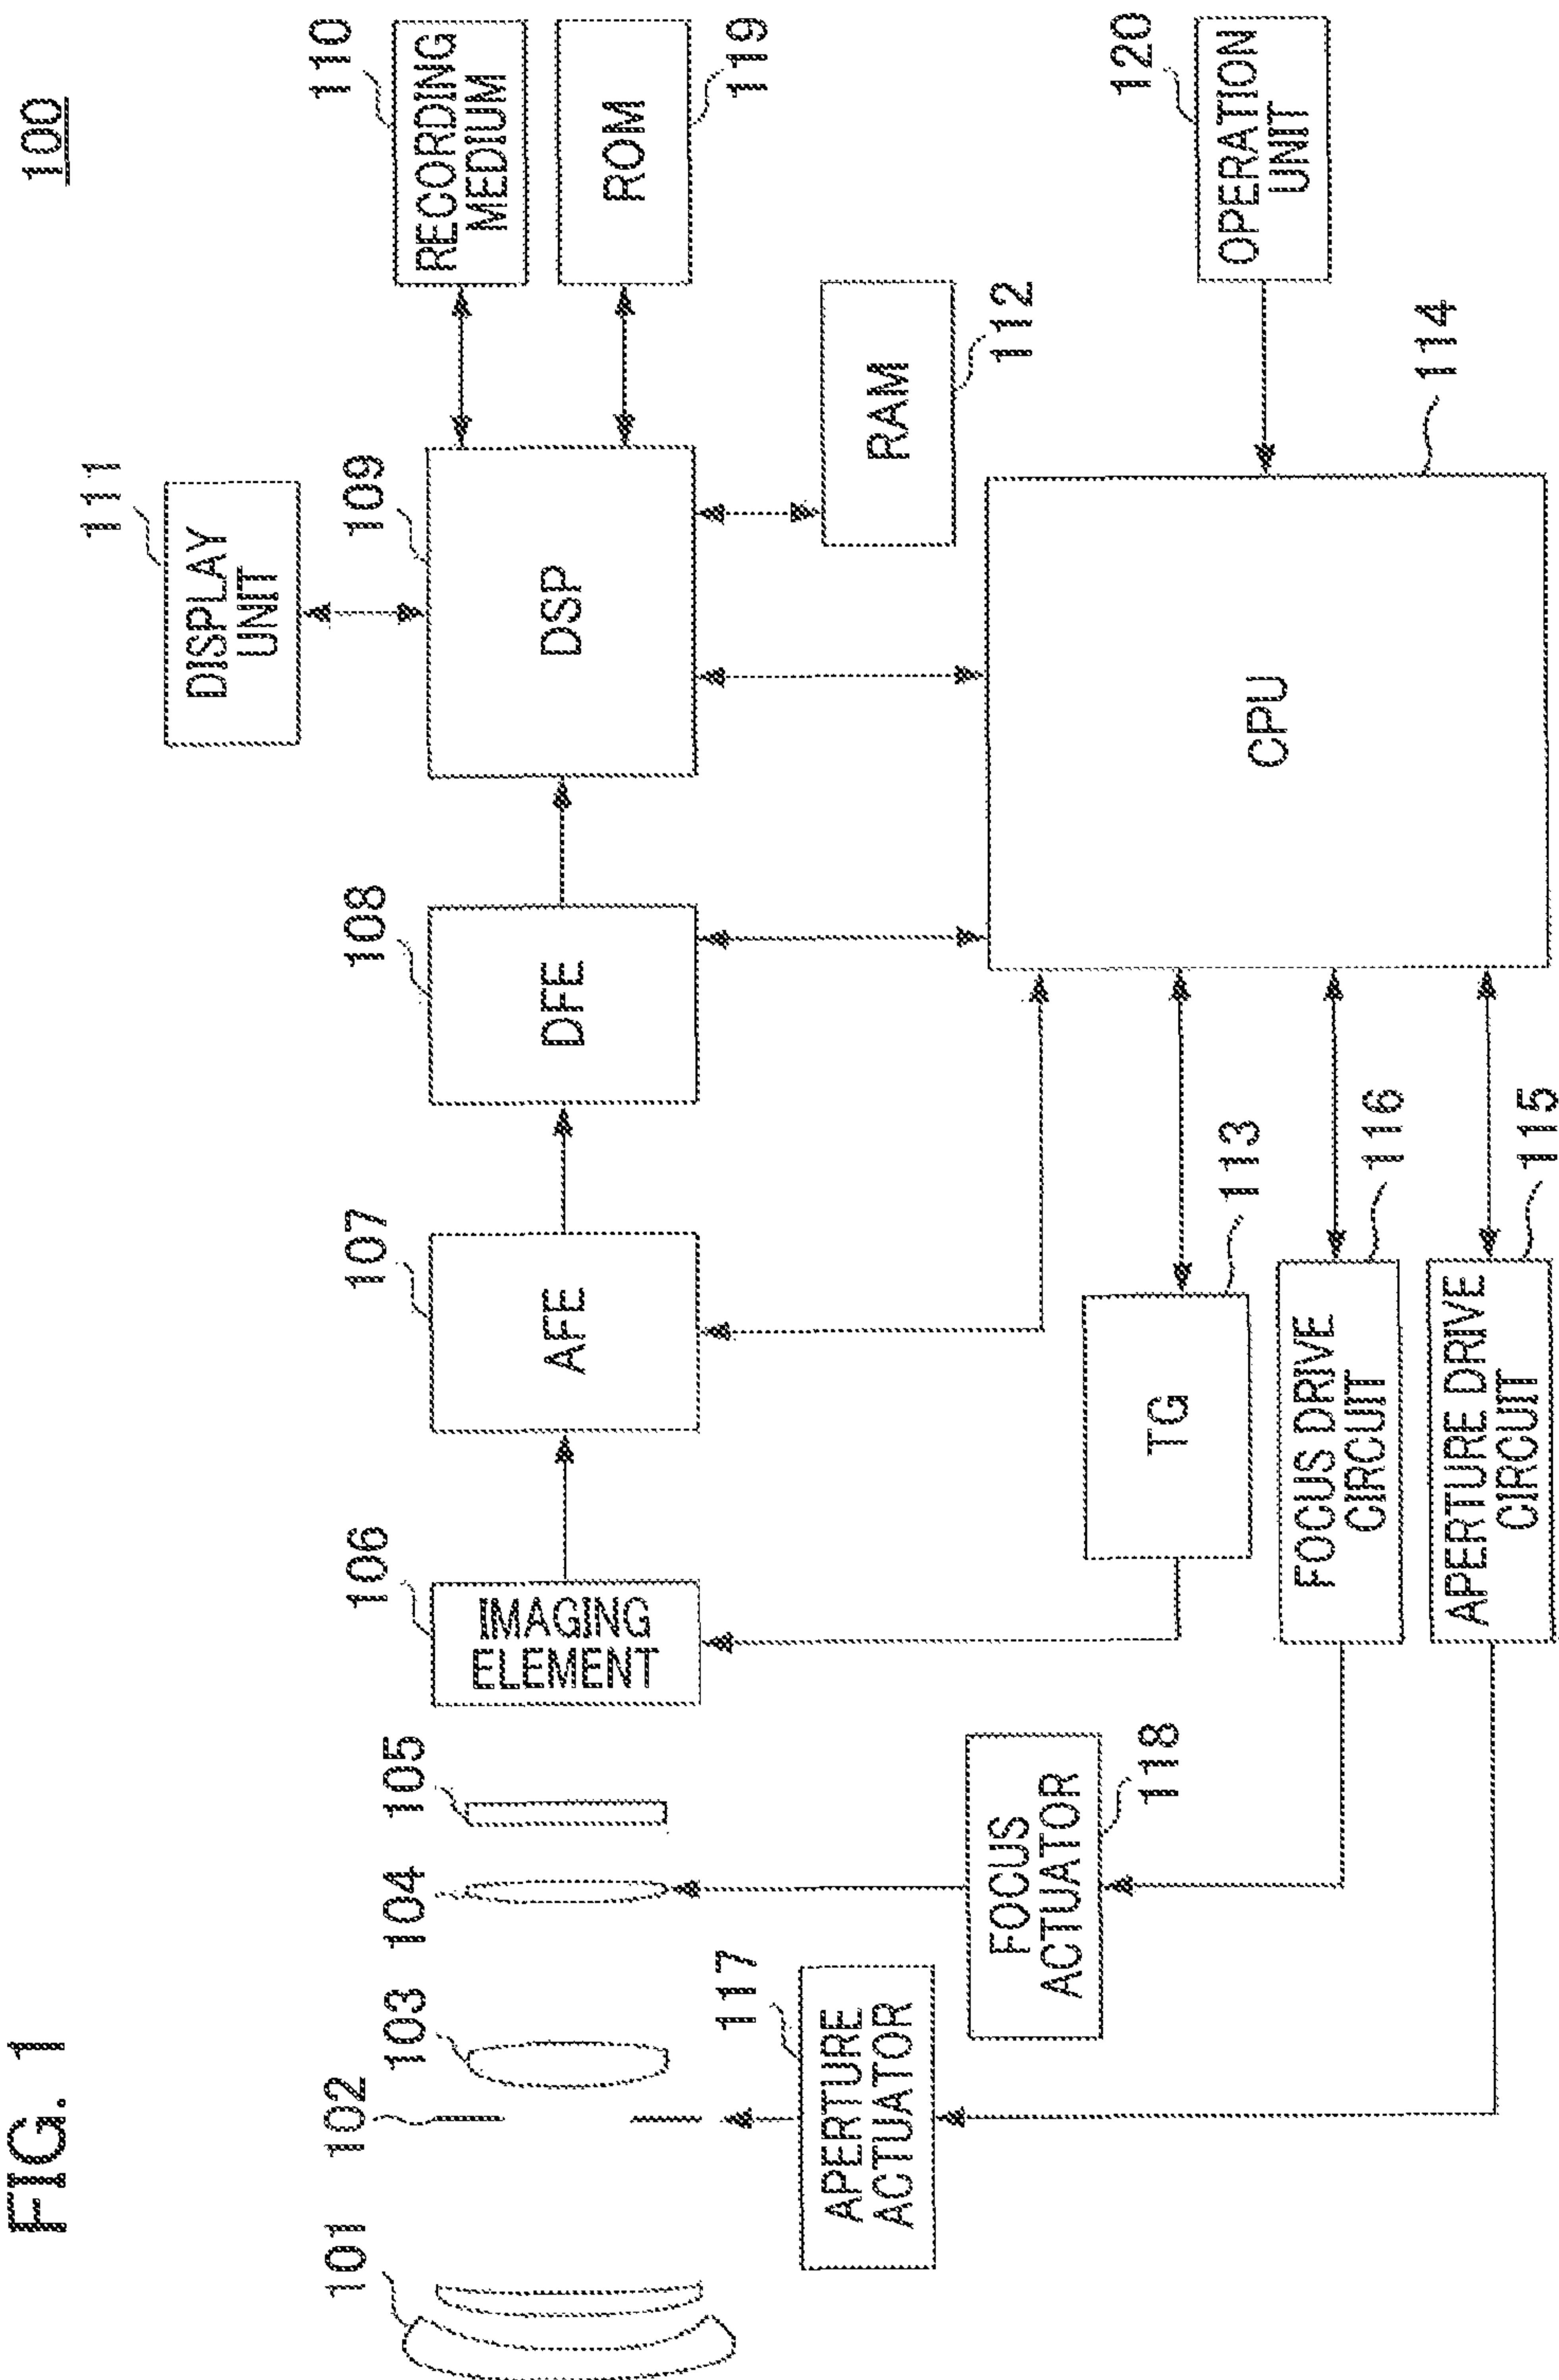 FIG. 1
100
101
102
103
104
105
106
IMAGING
ELEMENT
107
AFE
108
DFE
109
DSP
111
DISPLAY
UNIT
110
RECORDING
MEDIUM
ROM
119
RAM
112
120
OPERATION
UNIT
CPU
114
TG
113
FOCUS DRIVE
CIRCUIT
116
APERTURE DRIVE
CIRCUIT
115
117
APERTURE
ACTUATOR
FOCUS
ACTUATOR
118